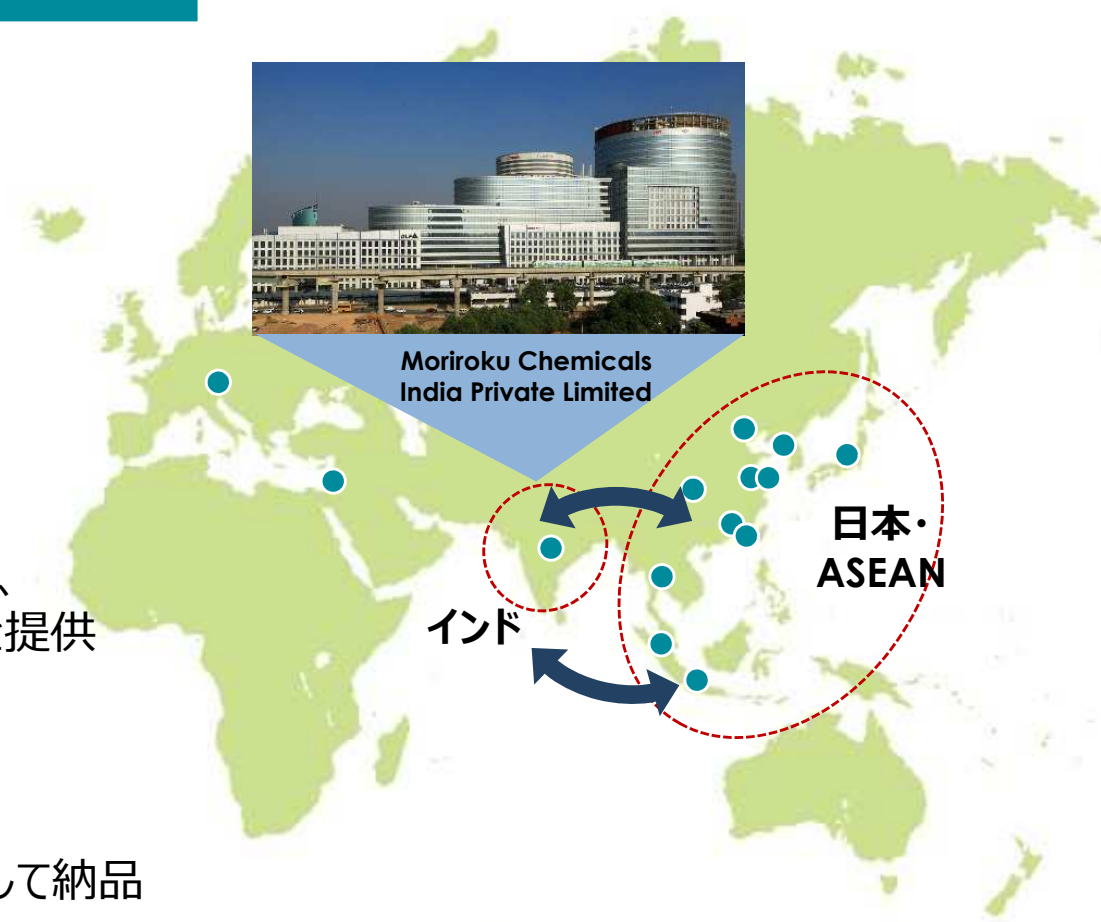 Moriroku Chemicals
India Private Limited
日本・
ASEAN
インド
、
提供
して納品